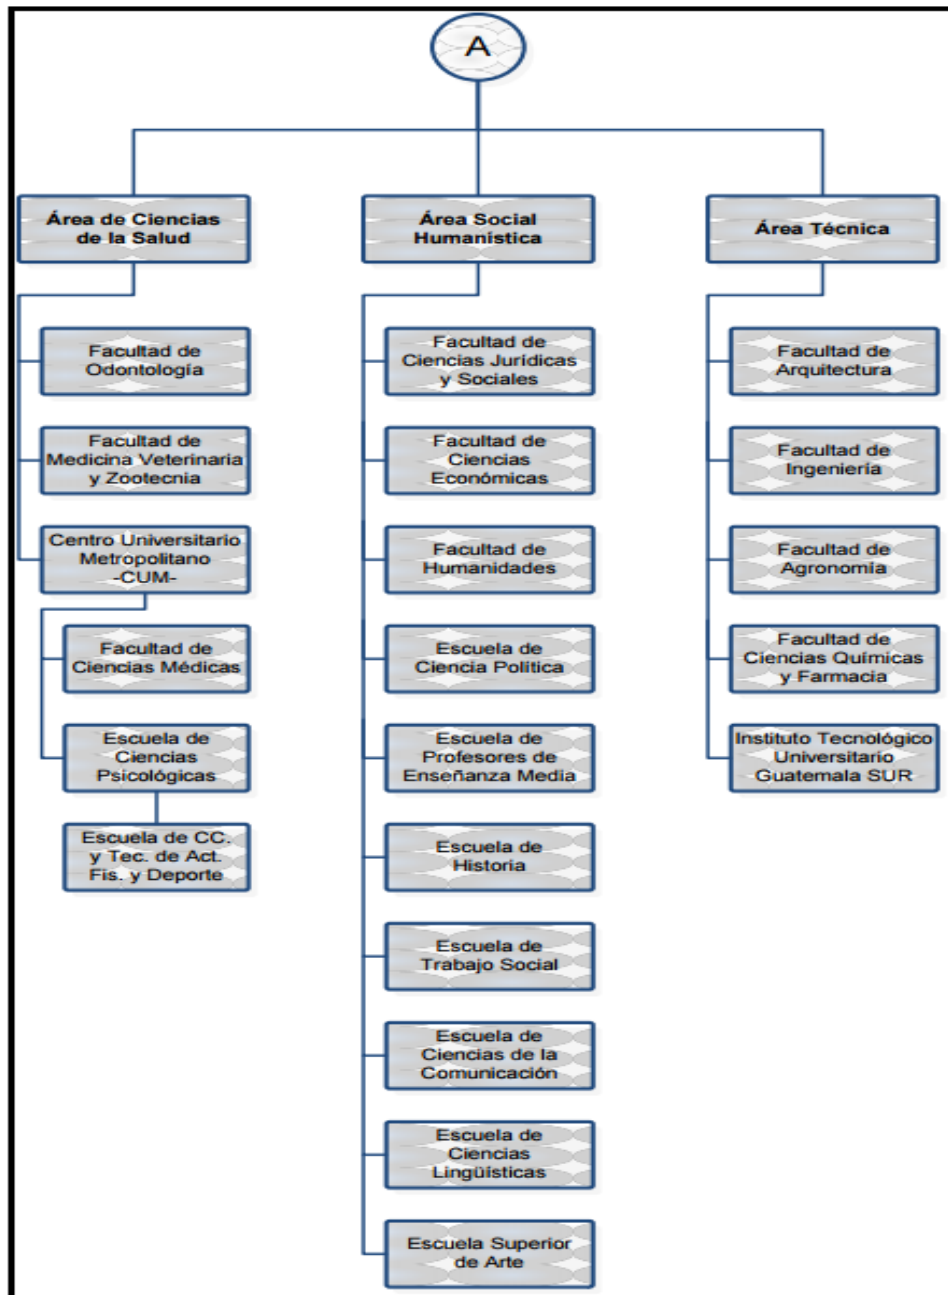 A
Área de Ciencias
de la Salud
Facultad de
Odontología
Facultad de
Medicina Veterinaria
y Zootecnia
Centro Universitario
Metropolitano
-CUM-
Facultad de
Ciencias Médicas
Escuela de
Ciencias
Psicológicas
Escuela de CC.
y Tec. de Act.
Fis. y Deporte
Área Social
Humanística
Facultad de
Ciencias Jurídicas
y Sociales
Facultad de
Ciencias
Económicas
Facultad de
Humanidades
Escuela de
Ciencia Política
Escuela de
Profesores de
Enseñanza Media
Escuela de
Historia
Escuela de
Trabajo Social
Escuela de
Ciencias de la
Comunicación
Escuela de
Ciencias
Lingüísticas
Escuela Superior
de Arte
Área Técnica
Facultad de
Arquitectura
Facultad de
Ingeniería
Facultad de
Agronomía
Facultad de
Ciencias Químicas
y Farmacia
Instituto Tecnológico
Universitario
Guatemala SUR